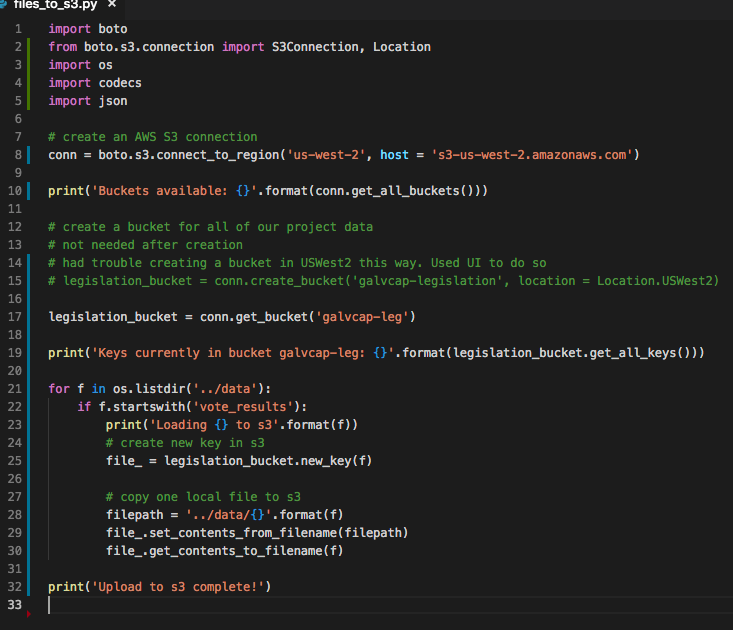 files_to_s3.py ×
1 import boto
2 from boto.s3.connection import S3Connection, Location
3 import os
4 import codecs
5 import json
6
7 # create an AWS S3 connection
8 conn = boto.s3.connect_to_region('us-west-2', host = 's3-us-west-2.amazonaws.com')
9
10 print('Buckets available: {}'.format(conn.get_all_buckets()))
11
12 # create a bucket for all of our project data
13 # not needed after creation
14 # had trouble creating a bucket in USWest2 this way. Used UI to do so
15 # legislation_bucket = conn.create_bucket('galvcap-legislation', location = Location.USWest2)
16
17 legislation_bucket = conn.get_bucket('galvcap-leg')
18
19 print('Keys currently in bucket galvcap-leg: {}'.format(legislation_bucket.get_all_keys()))
20
21 for f in os.listdir('../data'):
22     if f.startswith('vote_results'):
23         print('Loading {} to s3'.format(f))
24         # create new key in s3
25         file_ = legislation_bucket.new_key(f)
26
27         # copy one local file to s3
28         filepath = '../data/{}'.format(f)
29         file_.set_contents_from_filename(filepath)
30         file_.get_contents_to_filename(f)
31
32 print('Upload to s3 complete!')
33